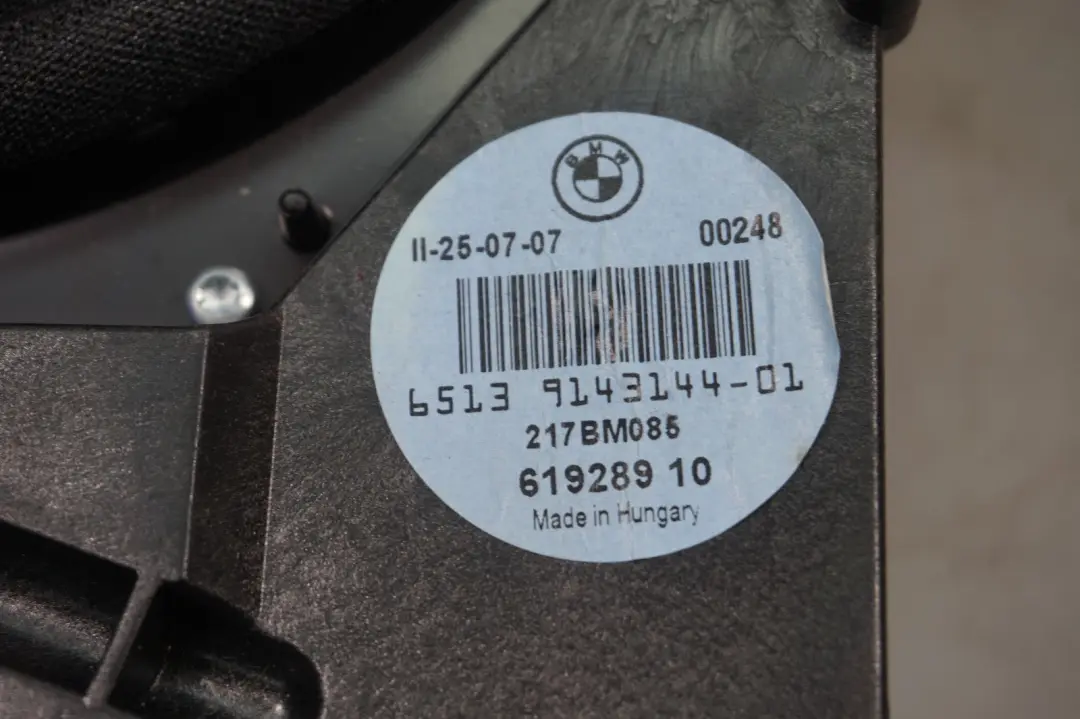 BMW
II-25-07-07 00248
6513 9143144-01
217BM085
619289 10
Made in Hungary